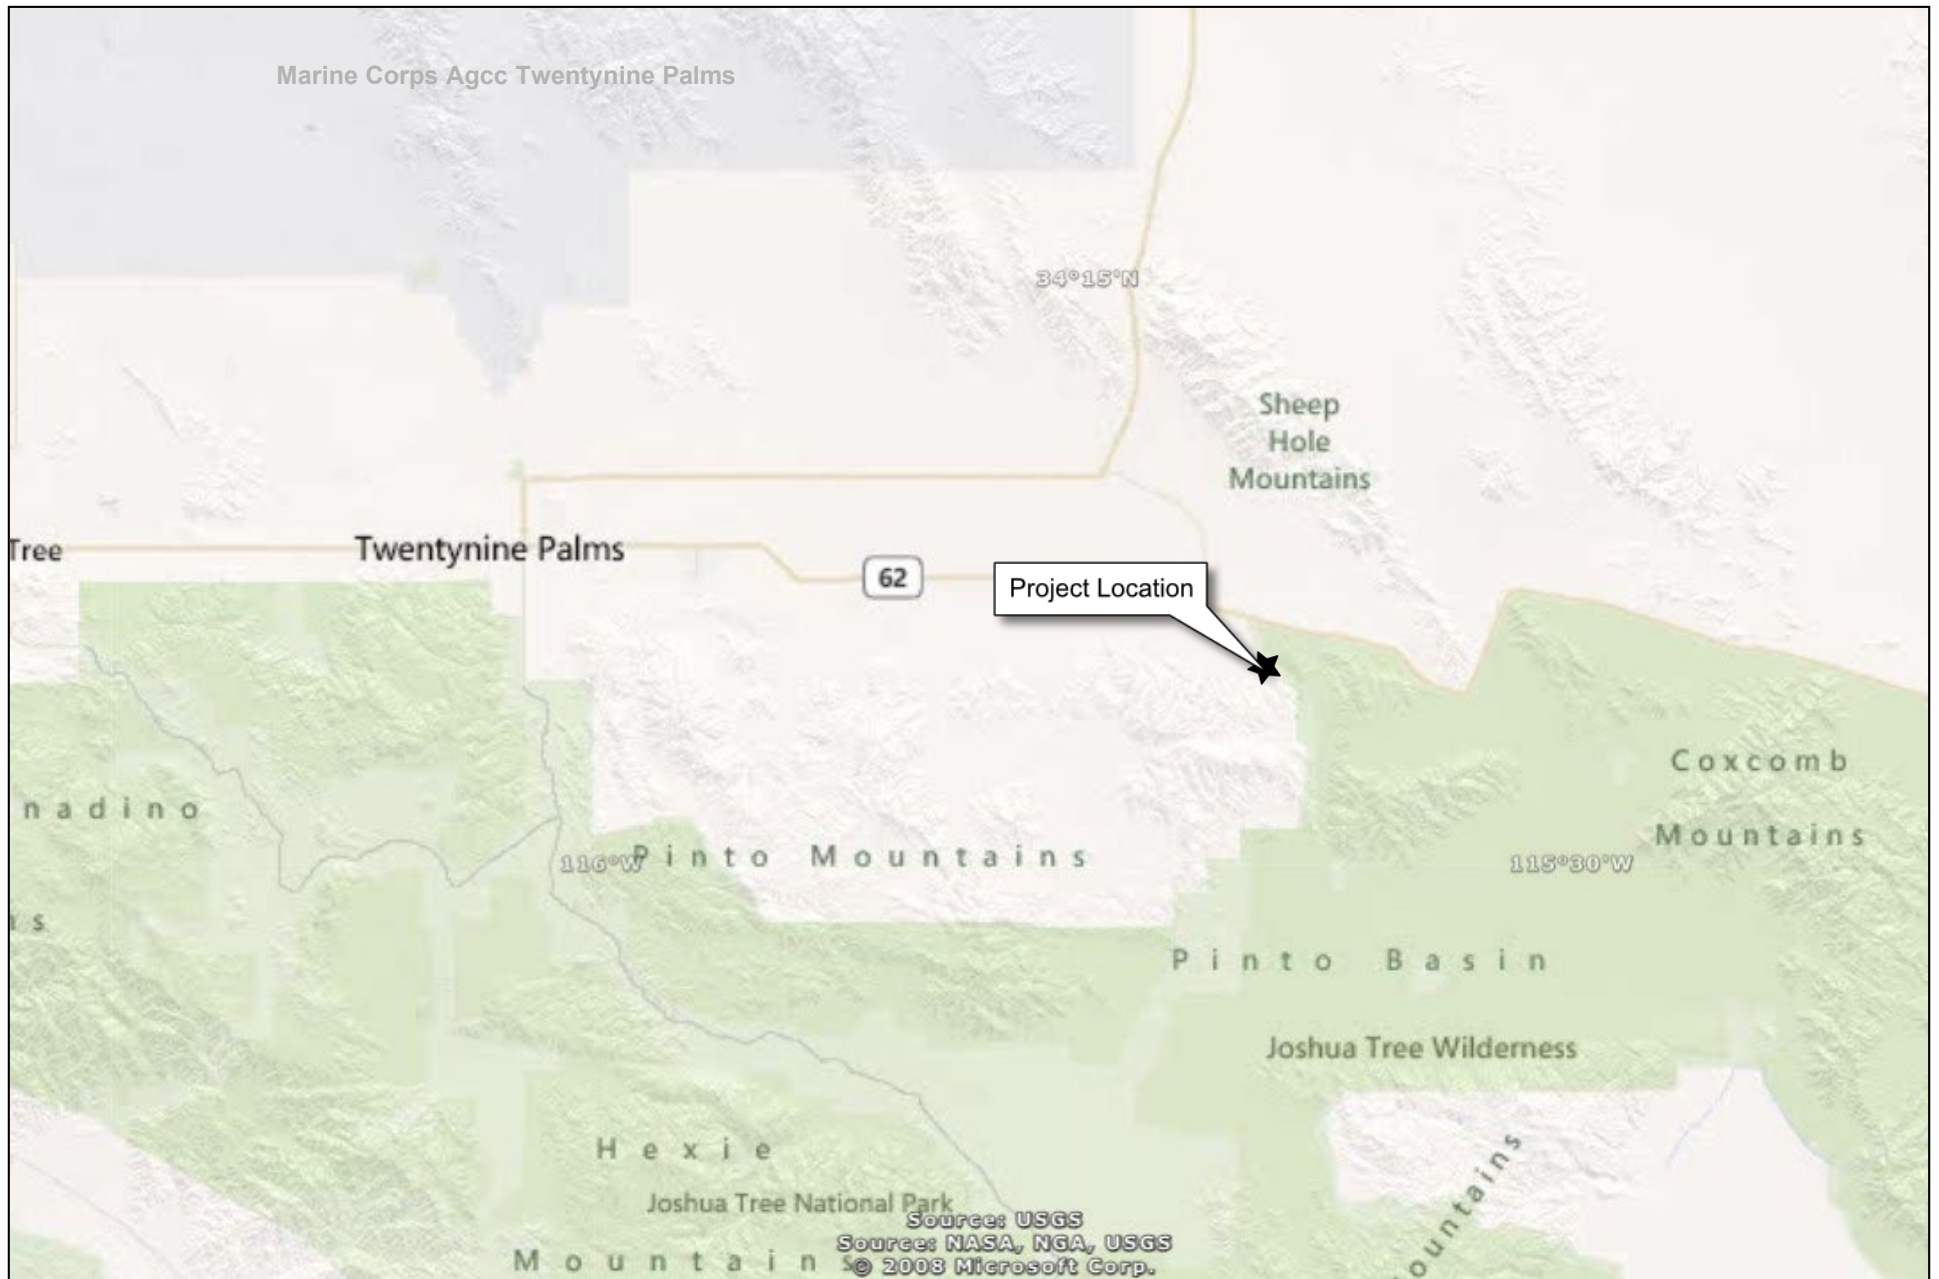 Marine Corps Agcc Twentynine Palms
34°15'N
Sheep
Hole
Mountains
Tree
Twentynine Palms
62
Project Location
Coxcomb
Mountains
nadino
116°W
Pinto Mountains
115°30'W
s
Pinto Basin
Joshua Tree Wilderness
Hexie
Mountains
Joshua Tree National Park
ountains
Source: USGS
Source: NASA, NGA, USGS
© 2008 Microsoft Corp.